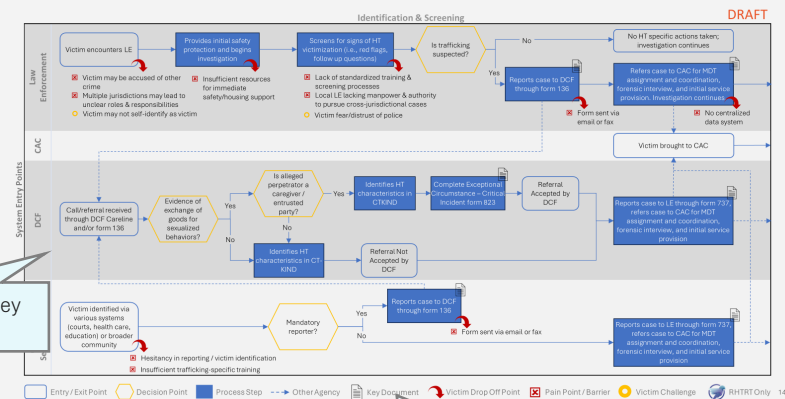 Identification & Screening
DRAFT
System Entry Points
Law
Enforcement
Victim encounters LE
Victim may be accused of other
crime
Multiple jurisdictions may lead to
unclear roles & responsibilities
Victim may not self-identify as victim
Provides initial safety
protection and begins
investigation
Insufficient resources
for immediate
safety/housing support
Screens for signs of HT
victimization (i.e., red flags,
follow up questions)
Lack of standardized training &
screening processes
Local LE lacking manpower & authority
to pursue cross-jurisdictional cases
Victim fear/distrust of police
Is trafficking
suspected?
No
No HT specific actions taken;
investigation continues
Yes
Reports case to DCF
through form 136
Form sent via
email or fax
Refers case to CAC for MDT
assignment and coordination,
forensic interview, and initial service
provision. Investigation continues
No centralized
data system
CAC
Victim brought to CAC
DCF
Call/referral received
through DCF Careline
and/or form 136
Evidence of
exchange of
goods for
sexualized
behaviors?
Yes
No
Is alleged
perpetrator a
caregiver /
entrusted
party?
Yes
No
Identifies HT
characteristics in
CTKIND
Complete Exceptional
Circumstance – Critical
Incident form 823
Referral
Accepted by
DCF
Identifies HT
characteristics in CT-
KIND
Referral Not
Accepted by
DCF
Reports case to LE through form 737,
refers case to CAC for MDT
assignment and coordination,
forensic interview, and initial service
provision
ey
Se
Victim identified via
various systems
(courts, health care,
education) or broader
community
Hesitancy in reporting / victim identification
Insufficient trafficking-specific training
Mandatory
reporter?
Yes
No
Reports case to DCF
through form 136
Form sent via email or fax
Reports case to LE through form 737,
refers case to CAC for MDT
assignment and coordination,
forensic interview, and initial service
provision
Entry / Exit Point
Decision Point
Process Step
Other Agency
Key Document
Victim Drop Off Point
Pain Point / Barrier
Victim Challenge
RHTRT Only
14